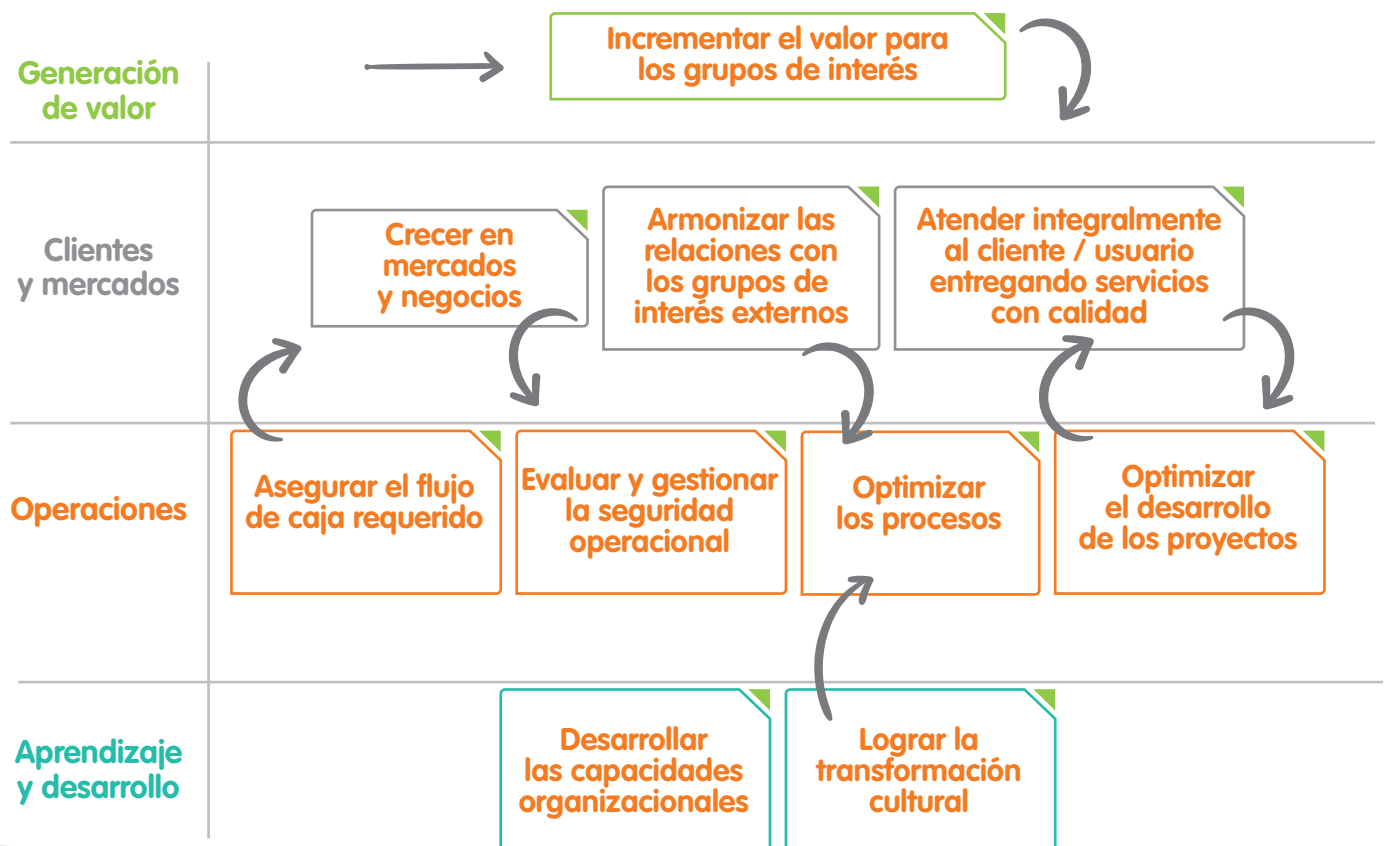 Generación
de valor
Incrementar el valor para
los grupos de interés
Clientes
y mercados
Crecer en
mercados
y negocios
Armonizar las
relaciones con
los grupos de
interés externos
Atender integralmente
al cliente / usuario
entregando servicios
con calidad
Operaciones
Asegurar el flujo
de caja requerido
Evaluar y gestionar
la seguridad
operacional
Optimizar
los procesos
Optimizar
el desarrollo
de los proyectos
Aprendizaje
y desarrollo
Desarrollar
las capacidades
organizacionales
Lograr la
transformación
cultural